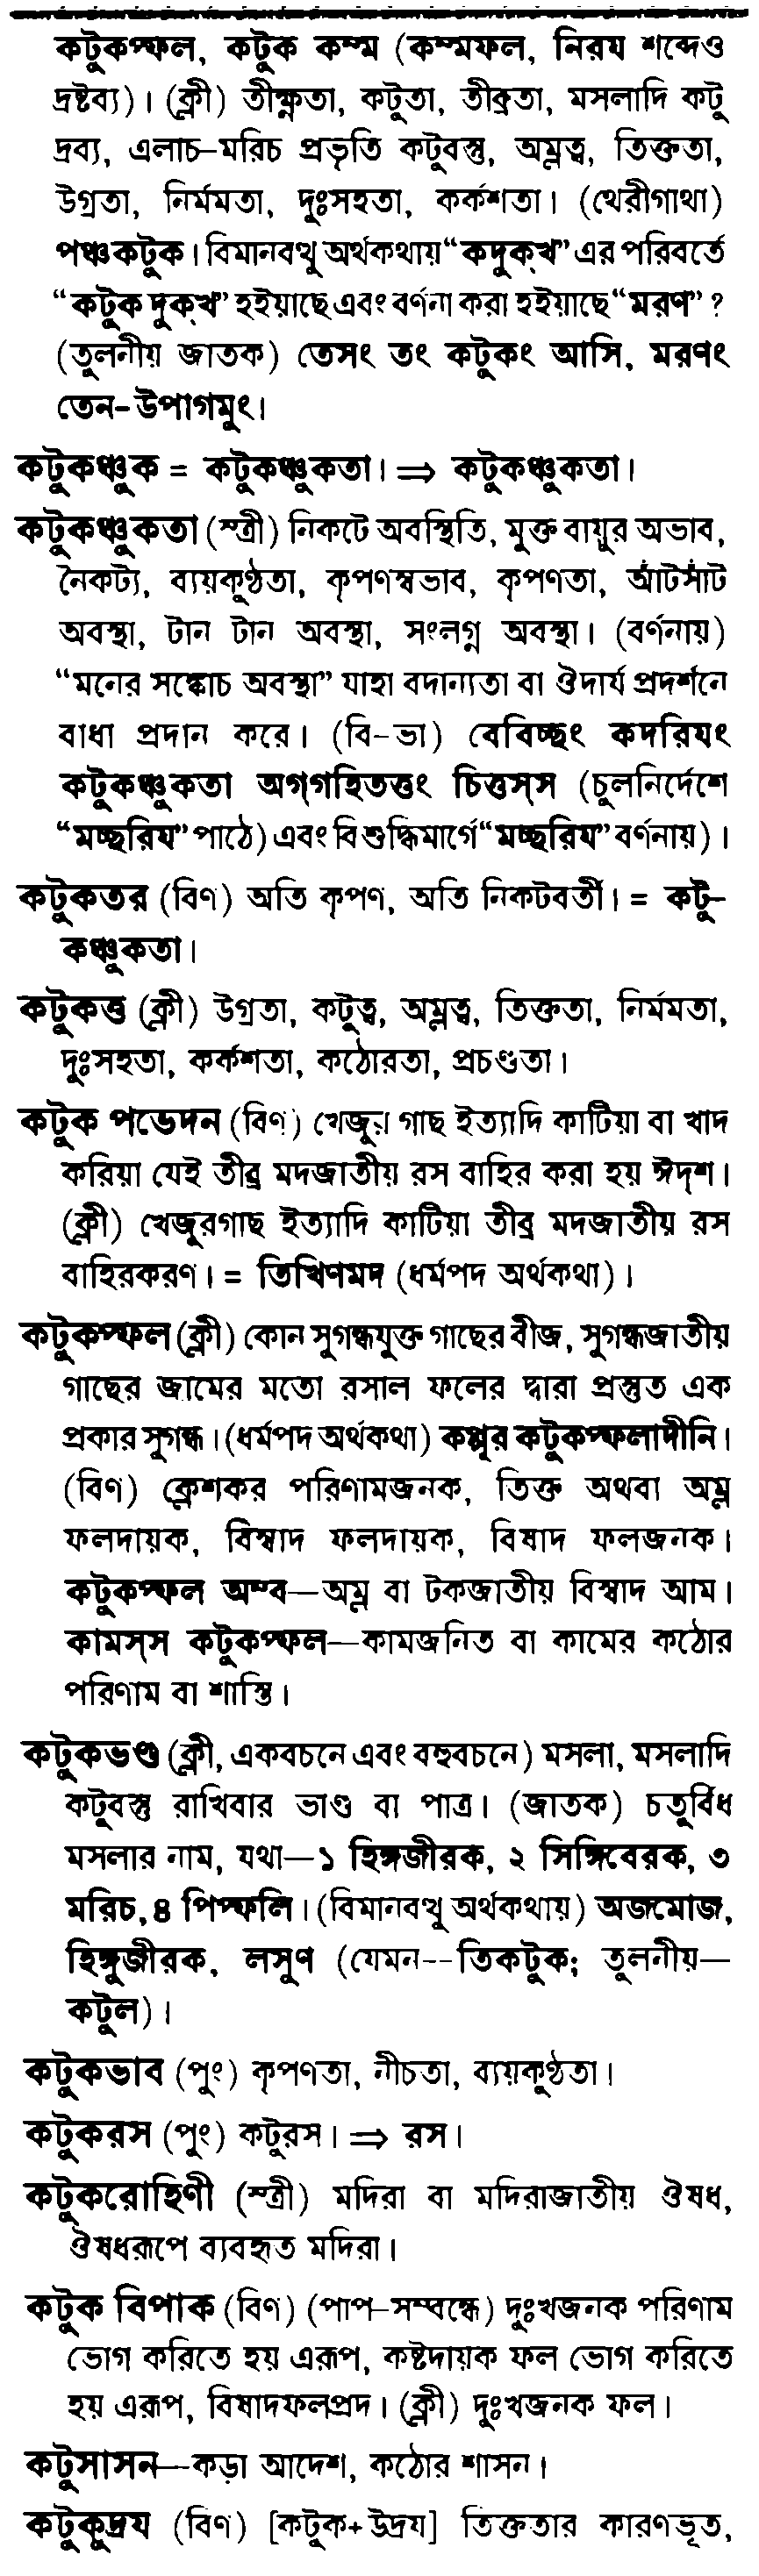 কটুকপ্ফল, কটুক কম্ম (কম্মফল, নিরয শব্দেও
দ্রষ্টব্য)। (ক্লী) তীক্ষ্ণতা, কটুতা, তীব্রতা, মসলাদি কটু
দ্রব্য, এলাচ-মরিচ প্রভৃতি কটুবস্তু, অম্লত্ব, তিক্ততা,
উগ্রতা, নির্মমতা, দুঃসহতা, কর্কশতা। (থেরীগাথা)
পঞ্চকটুক। বিমানবত্থু অর্থকথায় “কদুক্খ” এর পরিবর্তে
“কটুক দুক্খ” হইয়াছে এবং বর্ণনা করা হইয়াছে “মরণ” ?
(তুলনীয় জাতক) তেসং তং কটুকং আসি, মরণং
তেন-উপাগমুং।
কটুকঞ্চুক = কটুকঞ্চুকতা। ⇒ কটুকঞ্চুকতা।
কটুকঞ্চুকতা (স্ত্রী) নিকটে অবস্থিতি, মুক্ত বায়ুর অভাব,
নৈকট্য, ব্যয়কুণ্ঠতা, কৃপণস্বভাব, কৃপণতা, আঁটসাঁট
অবস্থা, টান টান অবস্থা, সংলগ্ন অবস্থা। (বর্ণনায়)
“মনের সঙ্কোচ অবস্থা” যাহা বদান্যতা বা ঔদার্য প্রদর্শনে
বাধা প্রদান করে। (বি-ভা) বেবিচ্ছং কদরিযং
কটুকঞ্চুকতা অগ্গহিতত্তং চিত্তস্স (চুলনির্দেশে
“মচ্ছরিয” পাঠে) এবং বিশুদ্ধিমার্গে “মচ্ছরিয” বর্ণনায়)।
কটুকতর (বিণ) অতি কৃপণ, অতি নিকটবর্তী। = কটু-
কঞ্চুকতা।
কটুকত্ত (ক্লী) উগ্রতা, কটুত্ব, অম্লত্ব, তিক্ততা, নির্মমতা,
দুঃসহতা, কর্কশতা, কঠোরতা, প্রচণ্ডতা।
কটুক পভেদন (বিণ) খেজুর গাছ ইত্যাদি কাটিয়া বা খাদ
করিয়া যেই তীব্র মদজাতীয় রস বাহির করা হয় ঈদৃশ।
(ক্লী) খেজুরগাছ ইত্যাদি কাটিয়া তীব্র মদজাতীয় রস
বাহিরকরণ। = তিখিণমদ (ধর্মপদ অর্থকথা)।
কটুকপ্ফল (ক্লী) কোন সুগন্ধযুক্ত গাছের বীজ, সুগন্ধজাতীয়
গাছের জামের মতো রসাল ফলের দ্বারা প্রস্তুত এক
প্রকার সুগন্ধ। (ধর্মপদ অর্থকথা) কপ্পূর কটুকপ্ফলাদীনি।
(বিণ) ক্লেশকর পরিণামজনক, তিক্ত অথবা অম্ল
ফলদায়ক, বিস্বাদ ফলদায়ক, বিষাদ ফলজনক।
কটুকপ্ফল অম্ব—অম্ল বা টকজাতীয় বিস্বাদ আম।
কামস্স কটুকপ্ফল—কামজনিত বা কামের কঠোর
পরিণাম বা শাস্তি।
কটুকভণ্ড (ক্লী, একবচনে এবং বহুবচনে) মসলা, মসলাদি
কটুবস্তু রাখিবার ভাণ্ড বা পাত্র। (জাতক) চতুর্বিধ
মসলার নাম, যথা—১ হিঙ্গজীরক, ২ সিঙ্গিবেরক, ৩
মরিচ, ৪ পিপ্ফলি। (বিমানবত্থু অর্থকথায়) অজমোজ,
হিঙ্গুজীরক, লসুণ (যেমন--তিকটুক; তুলনীয়—
কটুল)।
কটুকভাব (পুং) কৃপণতা, নীচতা, ব্যয়কুণ্ঠতা।
কটুকরস (পুং) কটুরস। ⇒ রস।
কটুকরোহিণী (স্ত্রী) মদিরা বা মদিরাজাতীয় ঔষধ,
ঔষধরূপে ব্যবহৃত মদিরা।
কটুক বিপাক (বিণ) (পাপ-সম্বন্ধে) দুঃখজনক পরিণাম
ভোগ করিতে হয় এরূপ, কষ্টদায়ক ফল ভোগ করিতে
হয় এরূপ, বিষাদফলপ্রদ। (ক্লী) দুঃখজনক ফল।
কটুসাসন—কড়া আদেশ, কঠোর শাসন।
কটুকুদ্রয (বিণ) [কটুক+উদ্রয] তিক্ততার কারণভূত,